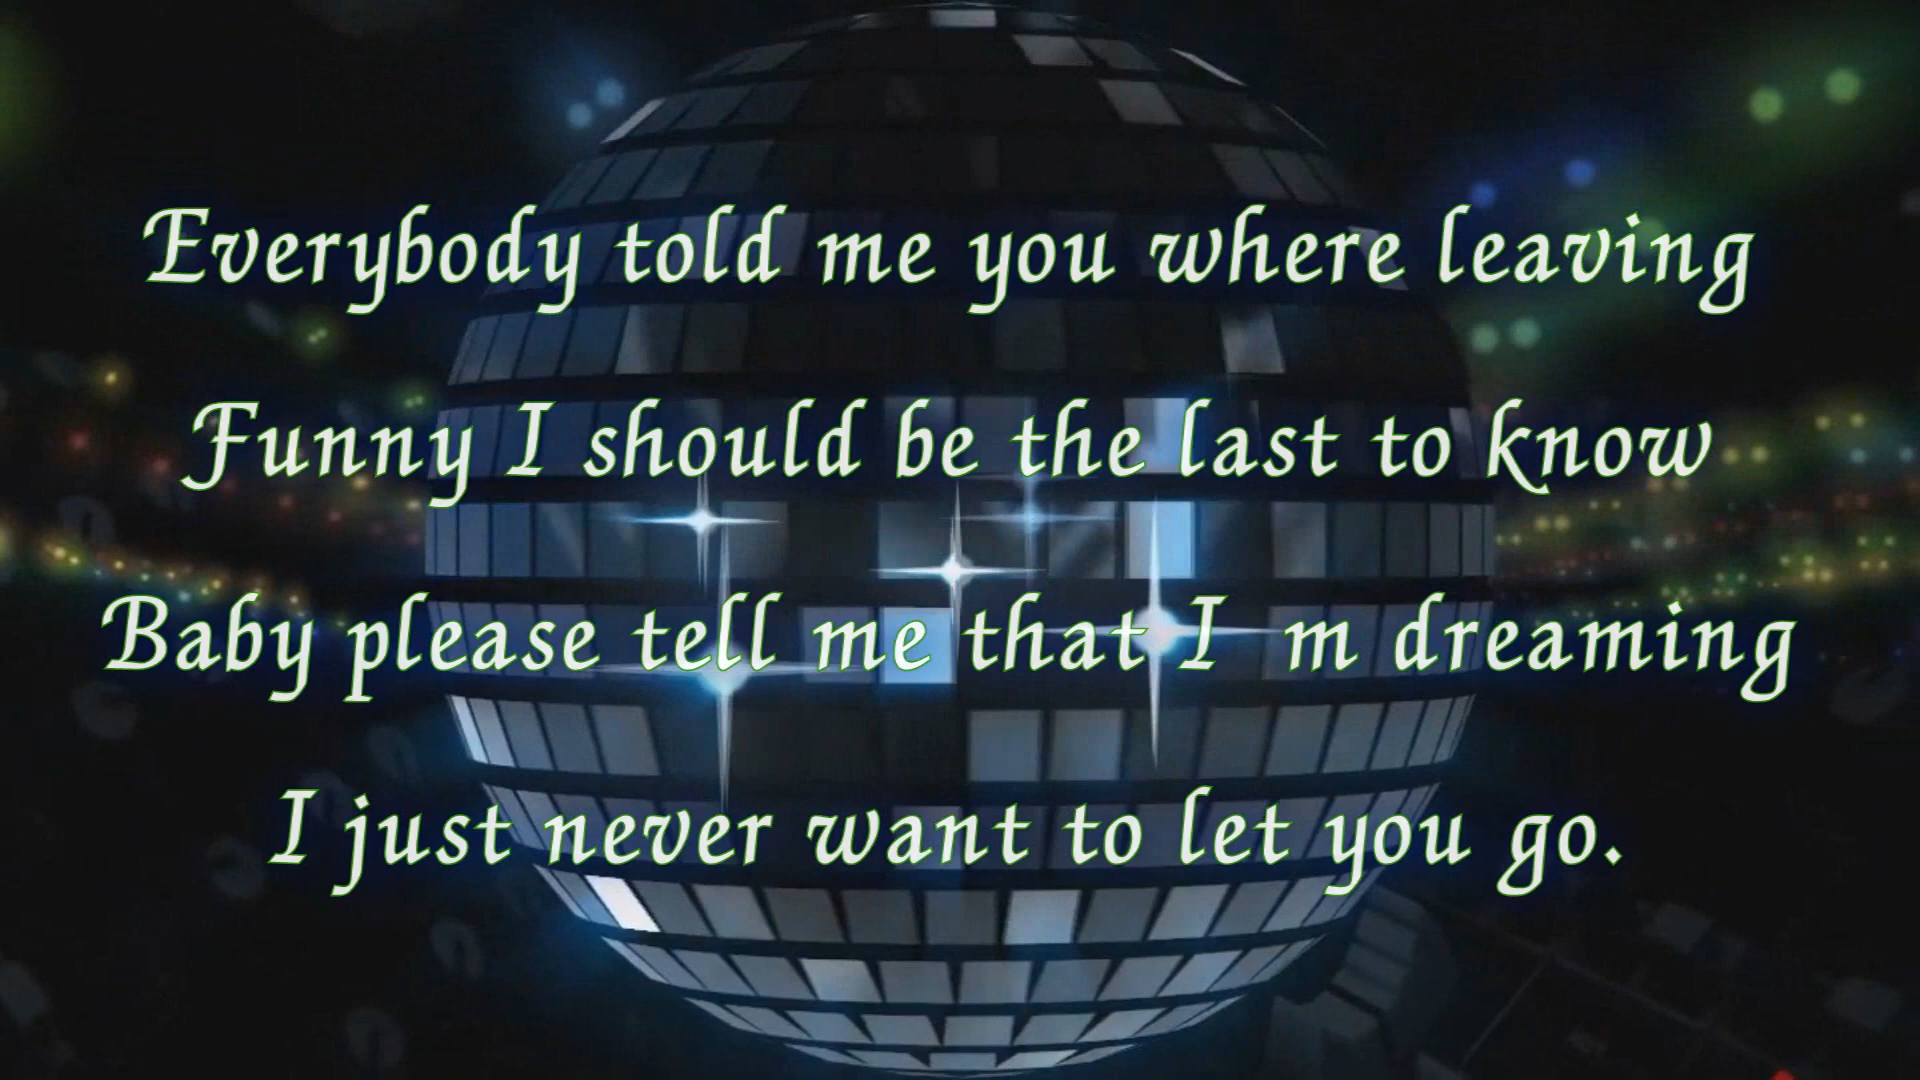 Everybody told me you where leaving
Funny I should be the last to know
Baby please tell me that I m dreaming
I just never want to let you go.